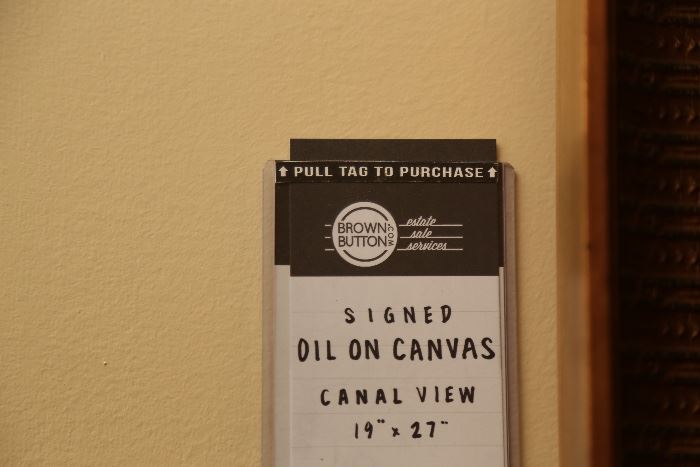 ⬆ PULL TAG TO PURCHASE ⬆
BROWN
BUTTON
.COM
estate
sale
services
SIGNED
OIL ON CANVAS
CANAL VIEW
19" x 27"